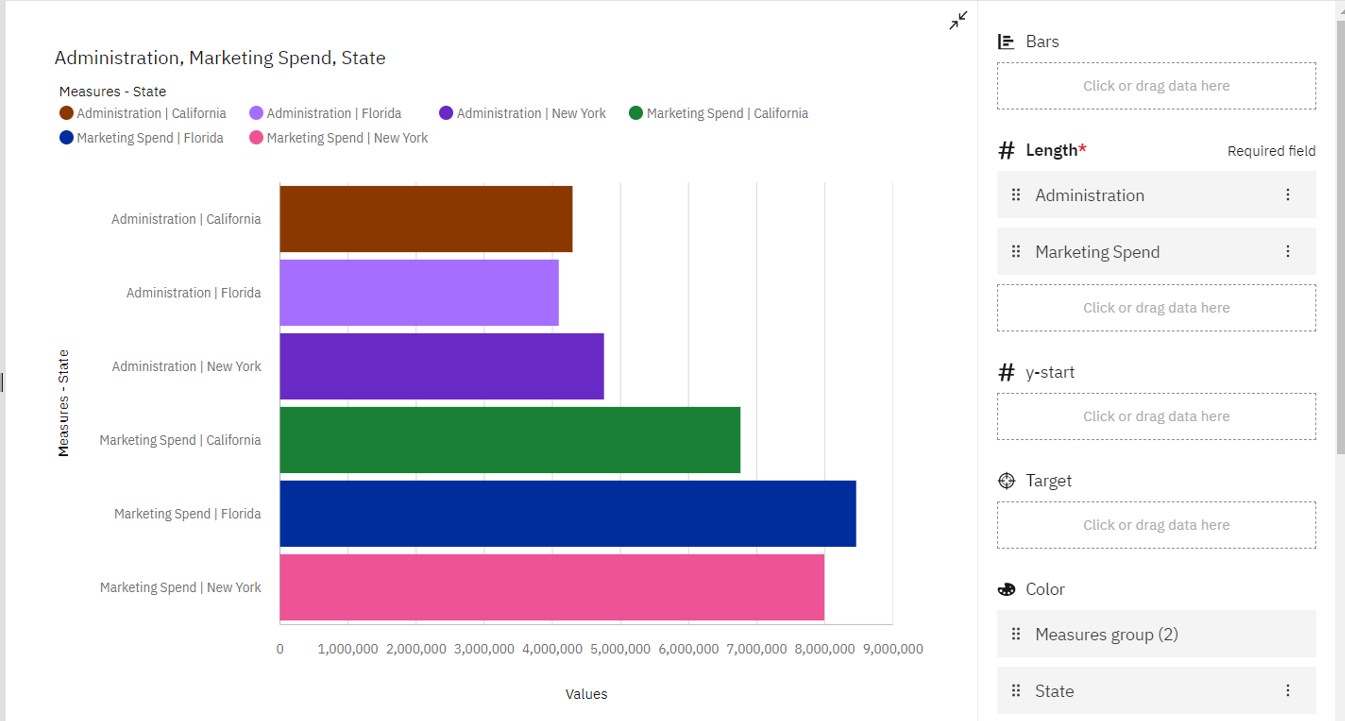 Administration, Marketing Spend, State
Measures - State
Administration | California Administration | Florida Administration | New York Marketing Spend | California
Marketing Spend | Florida Marketing Spend | New York
Measures - State
Administration | California
Administration | Florida
Administration | New York
Marketing Spend | California
Marketing Spend | Florida
Marketing Spend | New York
0 1,000,000 2,000,000 3,000,000 4,000,000 5,000,000 6,000,000 7,000,000 8,000,000 9,000,000
Values
Bars
Click or drag data here
# Length* Required field
Administration
Marketing Spend
Click or drag data here
# y-start
Click or drag data here
Target
Click or drag data here
Color
Measures group (2)
State